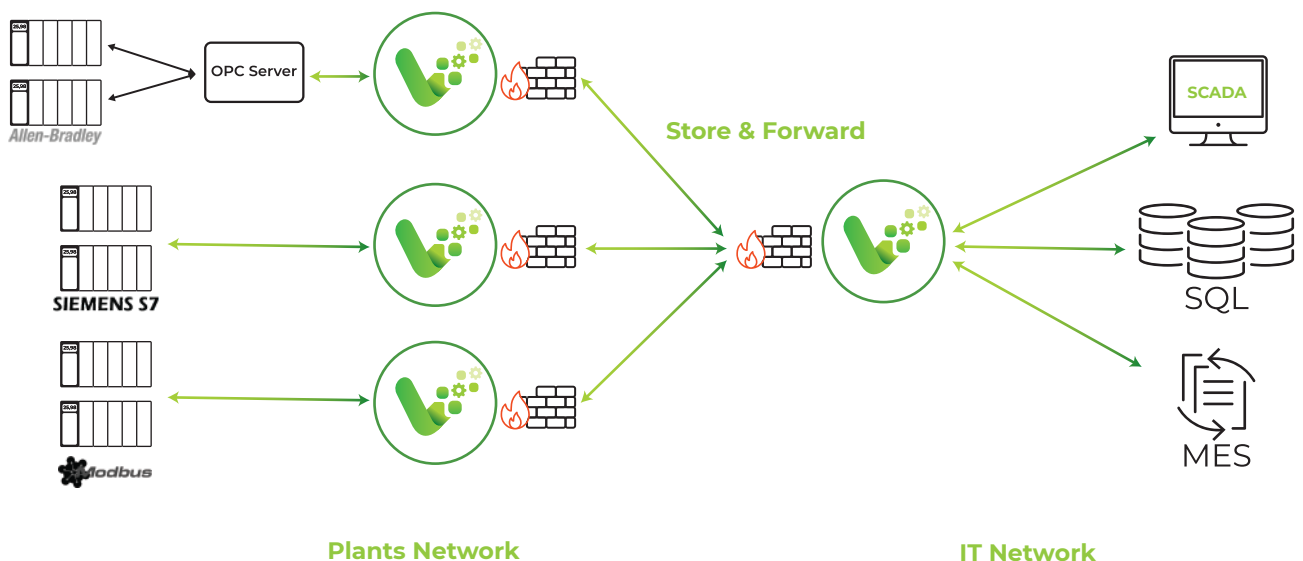 25,98
OPC Server
25,98
Allen-Bradley
Store & Forward
SCADA
25,98
25,98
SIEMENS S7
SQL
25,98
25,98
Modbus
MES
Plants Network
IT Network